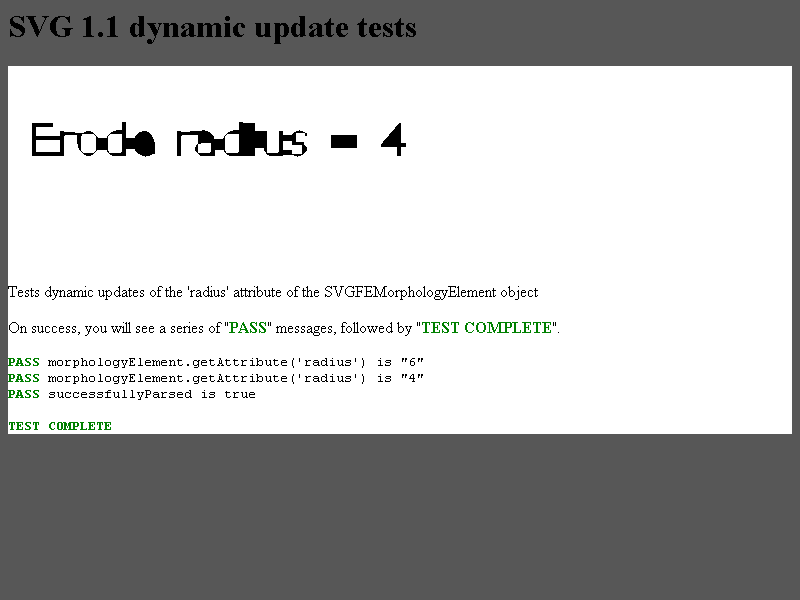 SVG 1.1 dynamic update tests
Erode radius = 4
Tests dynamic updates of the 'radius' attribute of the SVGFEMorphologyElement object
On success, you will see a series of "PASS" messages, followed by "TEST COMPLETE".
PASS morphologyElement.getAttribute('radius') is "6"
PASS morphologyElement.getAttribute('radius') is "4"
PASS successfullyParsed is true
TEST COMPLETE